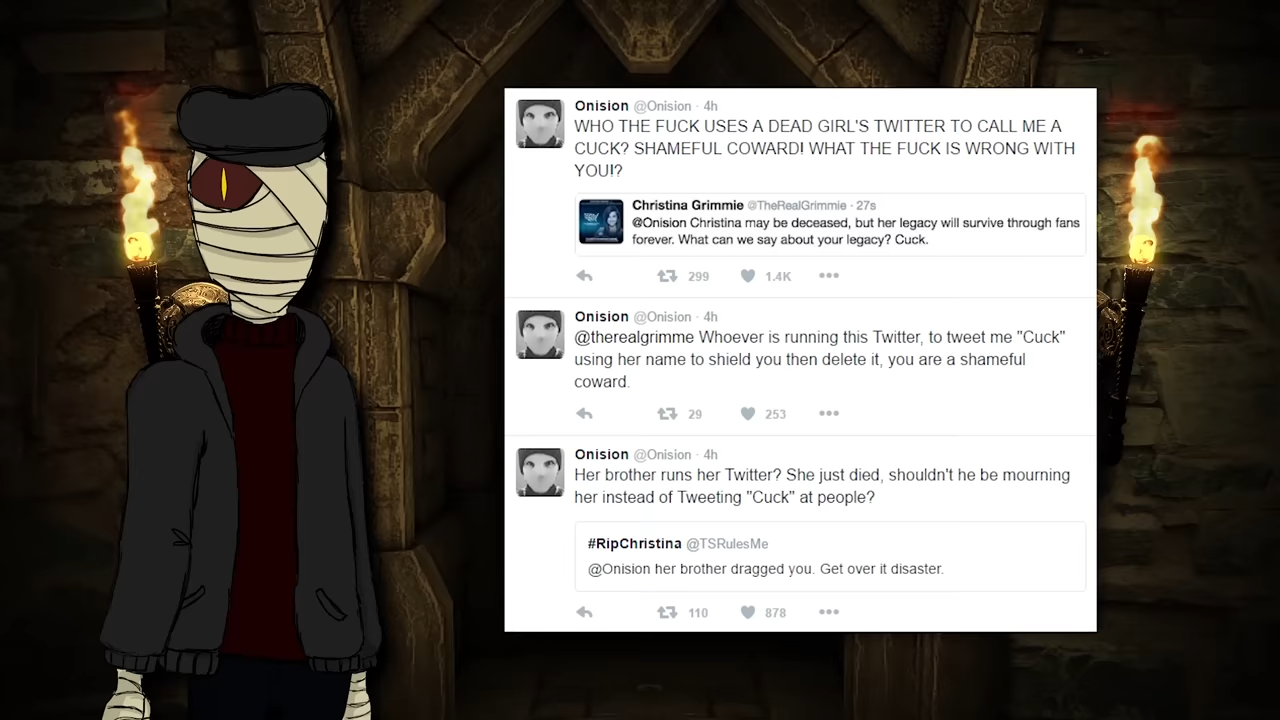 Onision @Onision · 4h
WHO THE FUCK USES A DEAD GIRL'S TWITTER TO CALL ME A
CUCK? SHAMEFUL COWARD! WHAT THE FUCK IS WRONG WITH
YOU!?
Christina Grimmie @TheRealGrimmie · 27s
@Onision Christina may be deceased, but her legacy will survive through fans
forever. What can we say about your legacy? Cuck.
299 1.4K
Onision @Onision · 4h
@therealgrimme Whoever is running this Twitter, to tweet me "Cuck"
using her name to shield you then delete it, you are a shameful
coward.
29 253
Onision @Onision · 4h
Her brother runs her Twitter? She just died, shouldn't he be mourning
her instead of Tweeting "Cuck" at people?
#RipChristina @TSRulesMe
@Onision her brother dragged you. Get over it disaster.
110 878